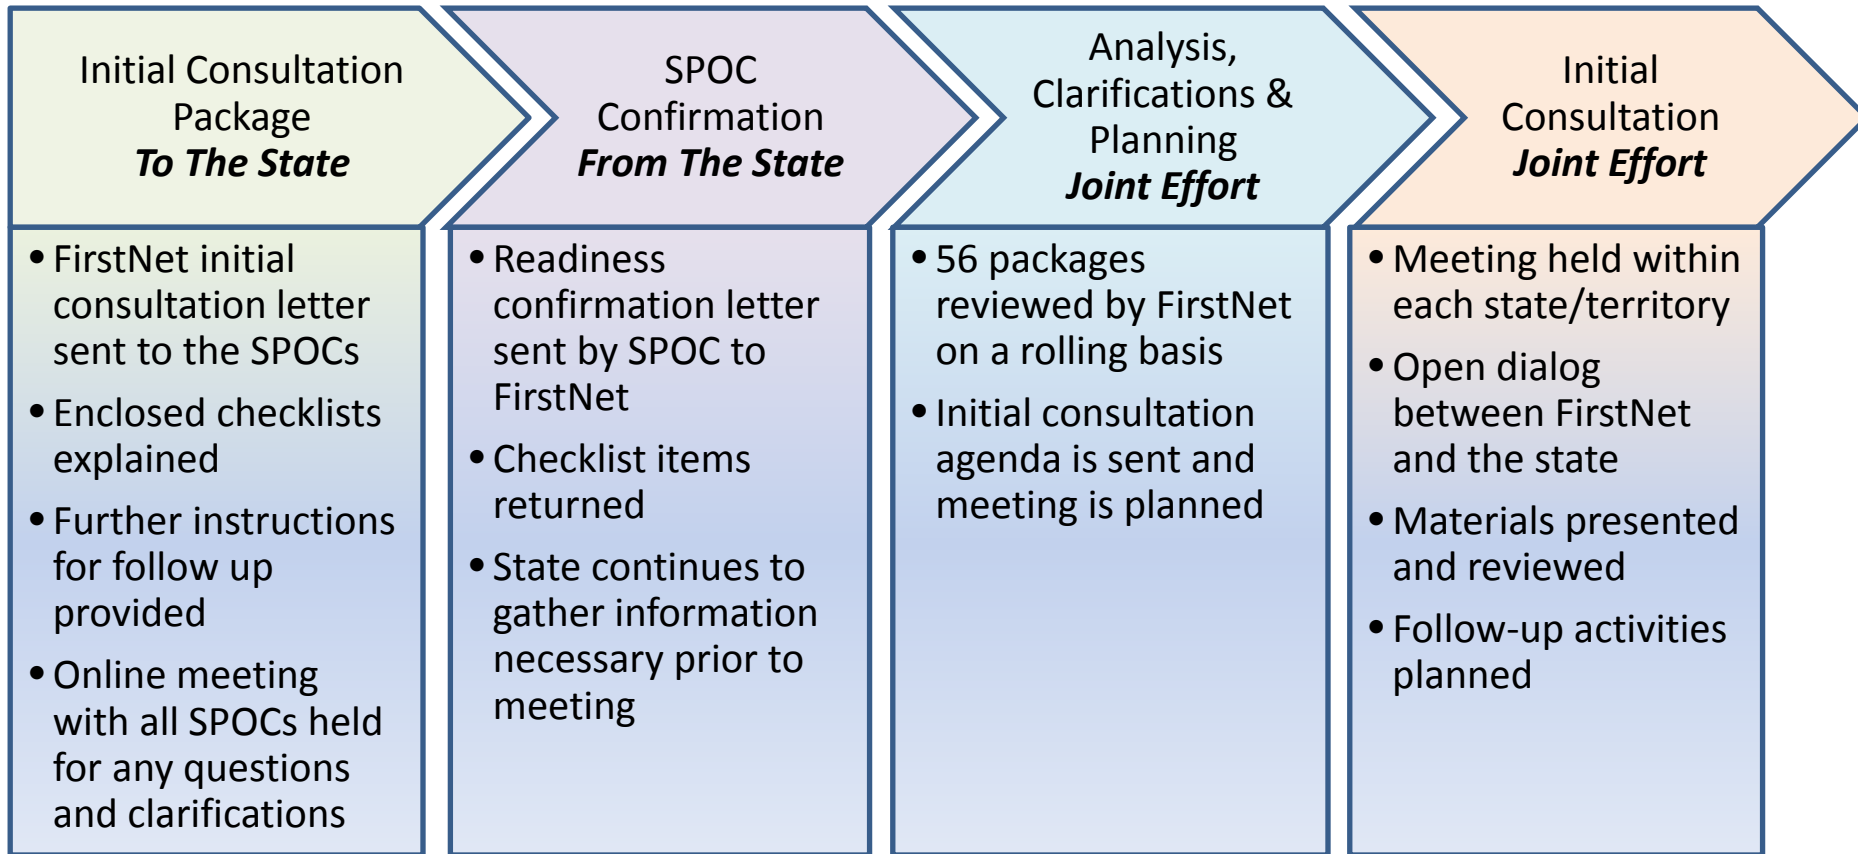 Initial Consultation
Package
To The State
SPOC
Confirmation
From The State
Analysis,
Clarifications &
Planning
Joint Effort
Initial
Consultation
Joint Effort
• FirstNet initial
consultation letter
sent to the SPOCs
• Enclosed checklists
explained
• Further instructions
for follow up
provided
• Online meeting
with all SPOCs held
for any questions
and clarifications
• Readiness
confirmation letter
sent by SPOC to
FirstNet
• Checklist items
returned
• State continues to
gather information
necessary prior to
meeting
• 56 packages
reviewed by FirstNet
on a rolling basis
• Initial consultation
agenda is sent and
meeting is planned
• Meeting held within
each state/territory
• Open dialog
between FirstNet
and the state
• Materials presented
and reviewed
• Follow-up activities
planned